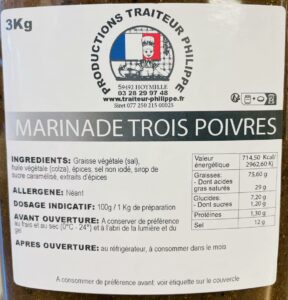 3Kg
PRODUCTIONS TRAITEUR PHILIPPE
59492 HOYMILLE
03 28 29 97 48
www.traiteur-philippe.fr
Siret 077 259 215 00023
MARINADE TROIS POIVRES
INGREDIENTS: Graisse végétale (sal),
huile végétale (colza), épices, sel non iodé, sirop de
sucre caramélisé, extraits d'épices
ALLERGENE: Néant
DOSAGE INDICATIF: 100g / 1 Kg de préparation
AVANT OUVERTURE: A conserver de préférence
au frais et au sec (0°C - 24°) et à l'abri de la lumière et du
gel
APRES OUVERTURE: au réfrigérateur, à consommer dans le mois
Valeur énergétique 714,50 Kcal/ 2962,60 Kj
Graisses: 75,60 g
- Dont acides gras saturés 29 g
Glucides: 7,20 g
- Dont sucres 1,20 g
Protéines 1,30 g
Sel 12 g
A consommer de préférence avant: voir étiquette sur le couvercle